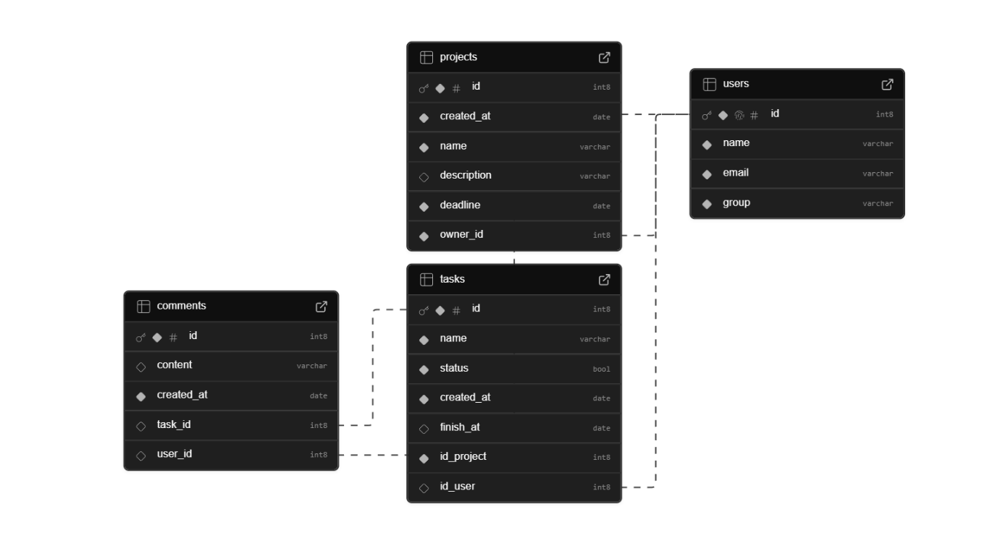 projects
id int8
created_at date
name varchar
description varchar
deadline date
owner_id int8
users
id int8
name varchar
email varchar
group varchar
tasks
id int8
name varchar
status bool
created_at date
finish_at date
id_project int8
id_user int8
comments
id int8
content varchar
created_at date
task_id int8
user_id int8